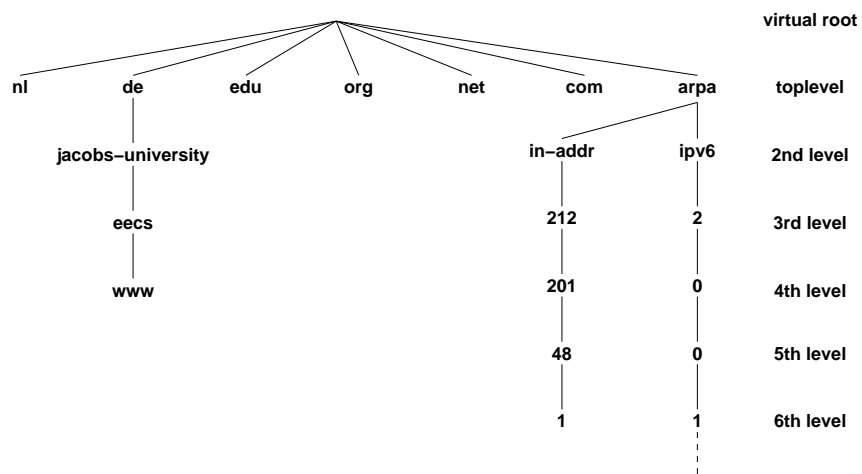 virtual root
nl de edu org net com arpa toplevel
jacobs−university in−addr ipv6 2nd level
eecs 212 2 3rd level
www 201 0 4th level
48 0 5th level
1 1 6th level